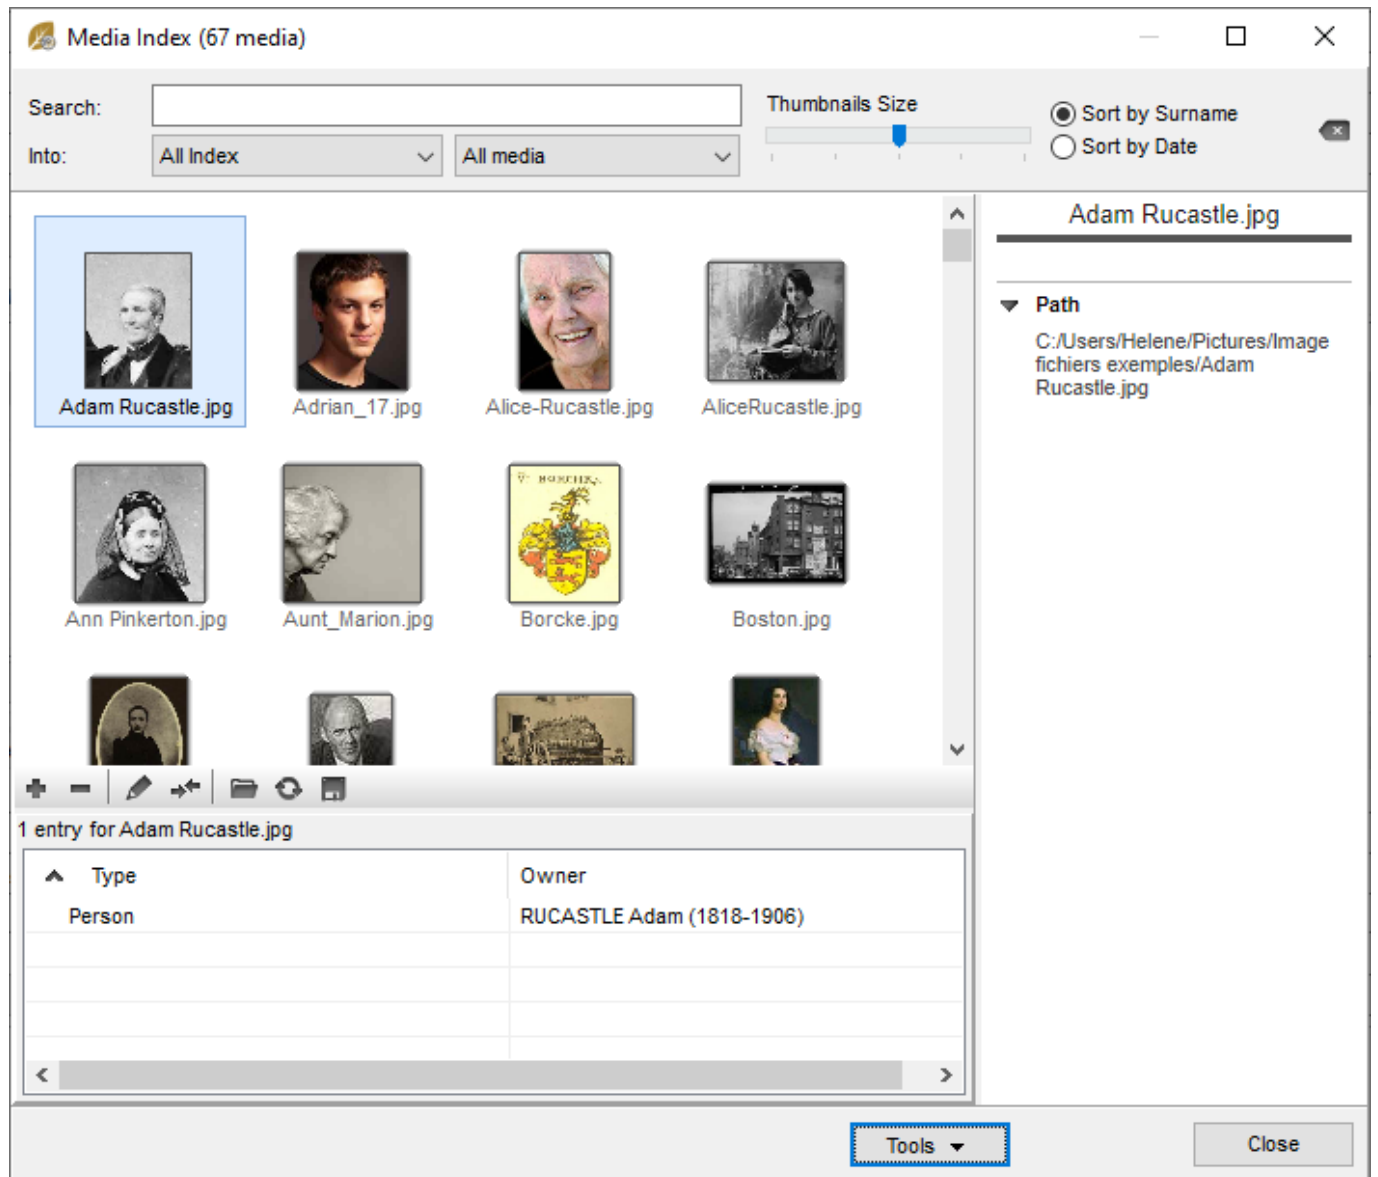 Media Index (67 media)
Search:
Thumbnails Size
Sort by Surname
Into:
All Index
All media
Sort by Date
Adam Rucastle.jpg
Adrian_17.jpg
Alice-Rucastle.jpg
AliceRucastle.jpg
BORCKE
Ann Pinkerton.jpg
Aunt_Marion.jpg
Borcke.jpg
Boston.jpg
Adam Rucastle.jpg
Path
C:/Users/Helene/Pictures/Image
fichiers exemples/Adam
Rucastle.jpg
1 entry for Adam Rucastle.jpg
Type
Owner
Person
RUCASTLE Adam (1818-1906)
Tools
Close